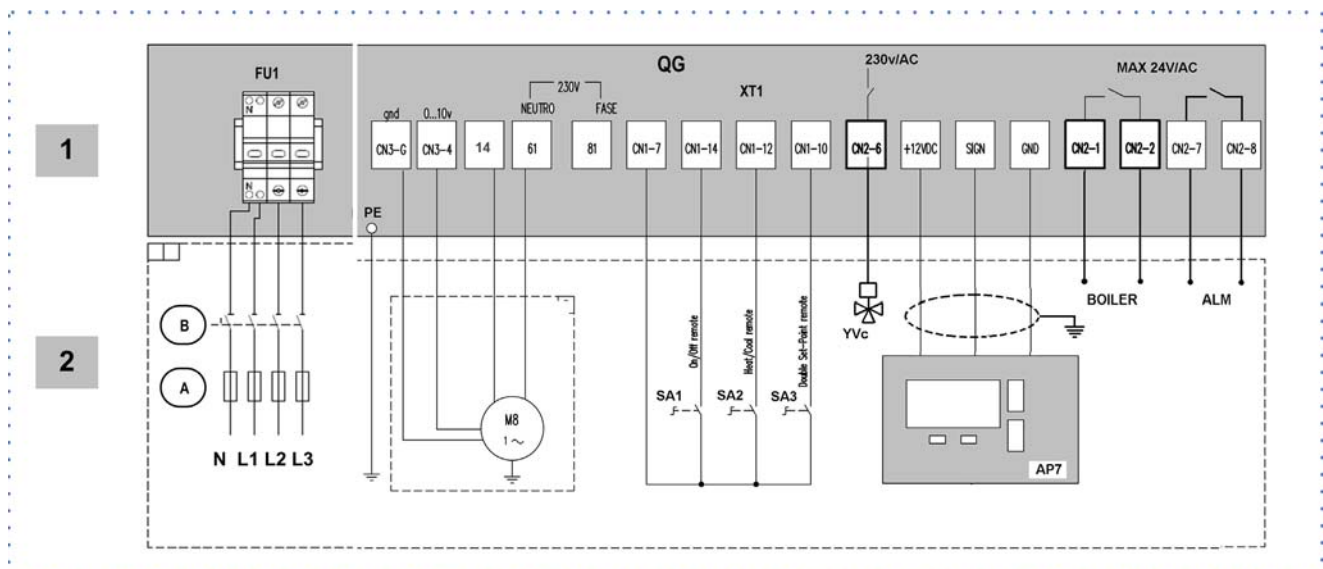 1
2
FU1
N
N
QG
XT1
gnd
0...10v
230V
NEUTRO
FASE
230v/AC
MAX 24V/AC
CN3-G
CN3-4
14
61
81
CN1-7
CN1-14
CN1-12
CN1-10
CN2-6
+12VDC
SIGN
GND
CN2-1
CN2-2
CN2-7
CN2-8
PE
B
A
N L1 L2 L3
M8
1 ~
On/Off remote
Heat/Cool remote
Double Set-Point remote
SA1
SA2
SA3
YVc
BOILER
ALM
AP7